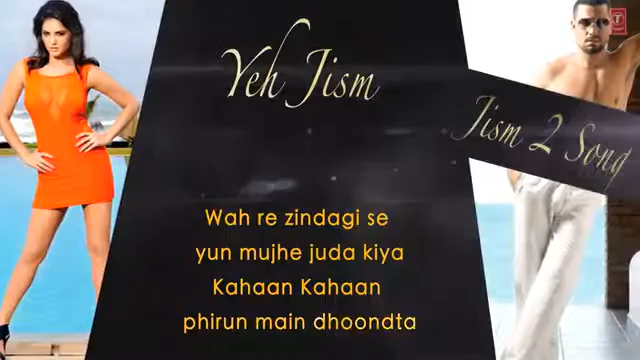 Yeh Jism
Jism 2 Song
Wah re zindagi se
yun mujhe juda kiya
Kahaan Kahaan
phirun main dhoondta